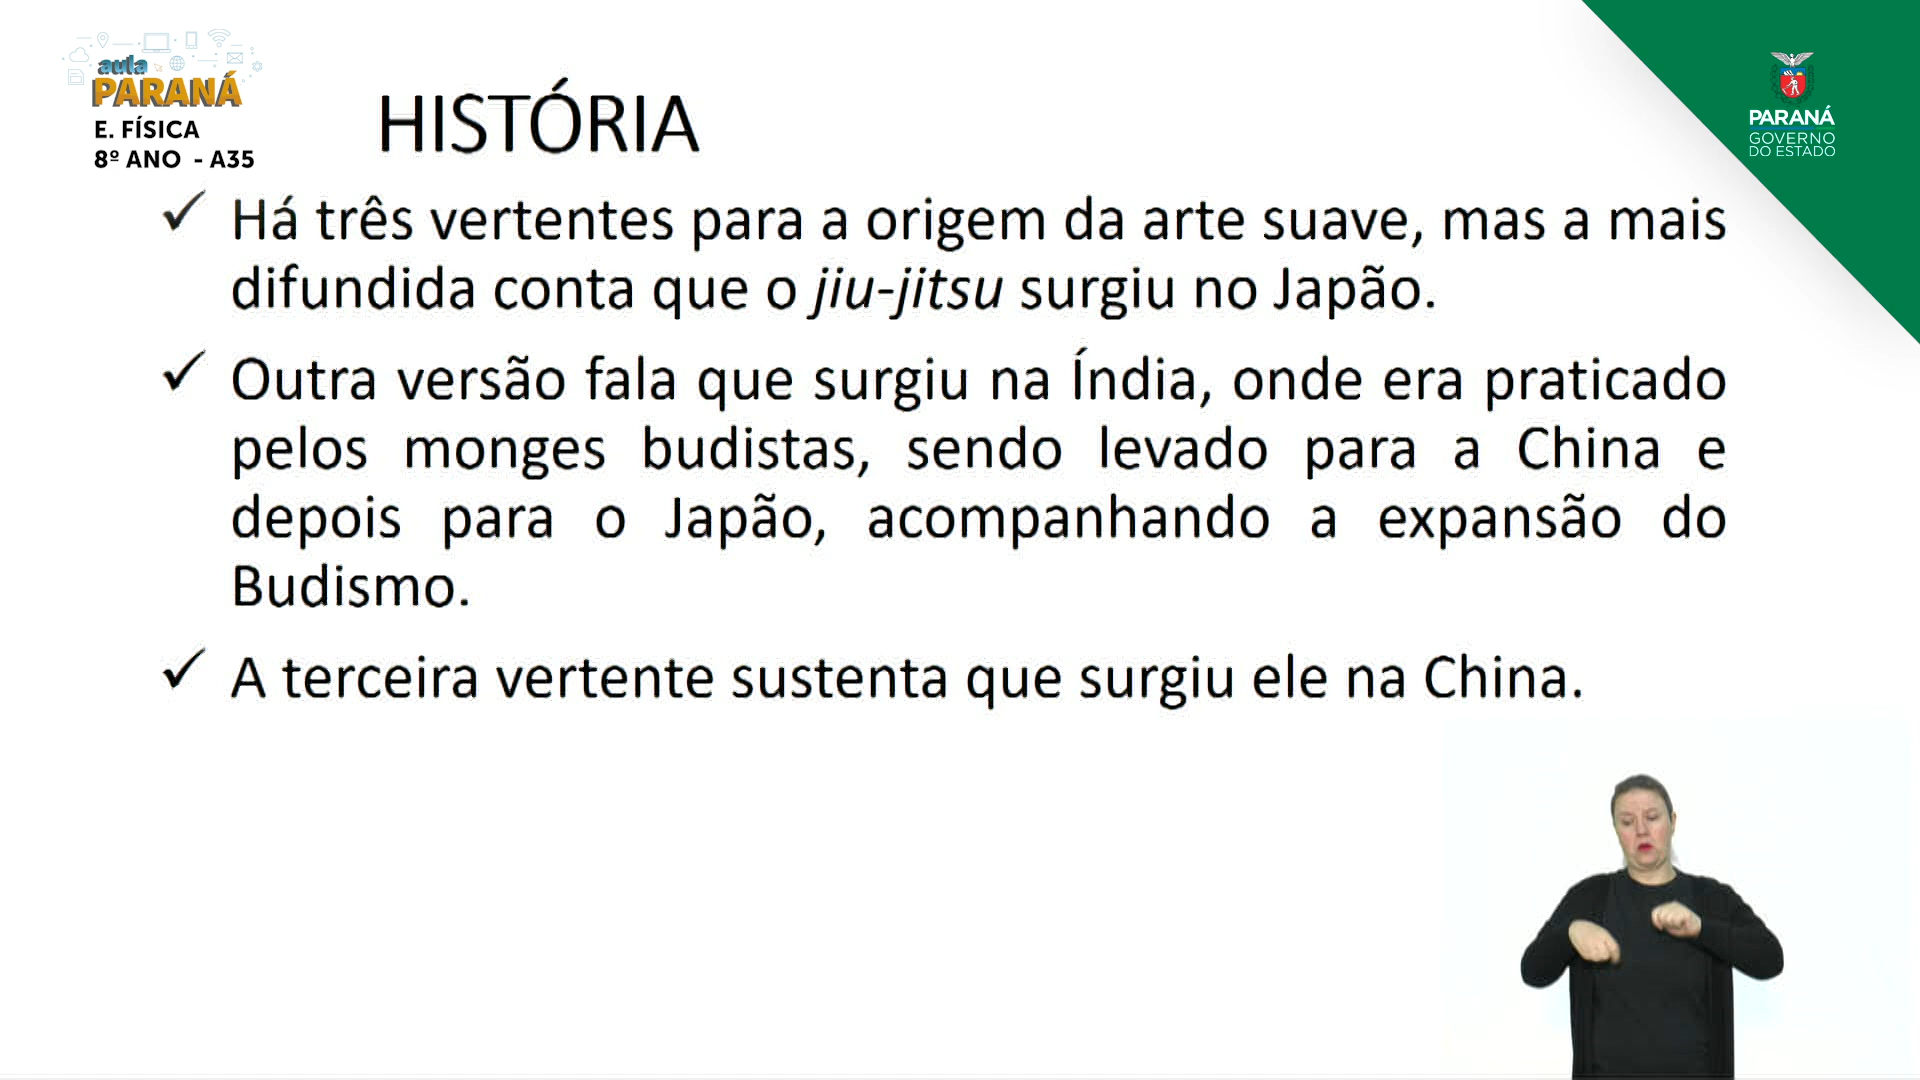 aula
PARANÁ
E. FÍSICA
8º ANO - A35
HISTÓRIA
PARANÁ
GOVERNO
DO ESTADO
✓ Há três vertentes para a origem da arte suave, mas a mais
difundida conta que o jiu-jitsu surgiu no Japão.
✓ Outra versão fala que surgiu na Índia, onde era praticado
pelos monges budistas, sendo levado para a China e
depois para o Japão, acompanhando a expansão do
Budismo.
✓ A terceira vertente sustenta que surgiu ele na China.